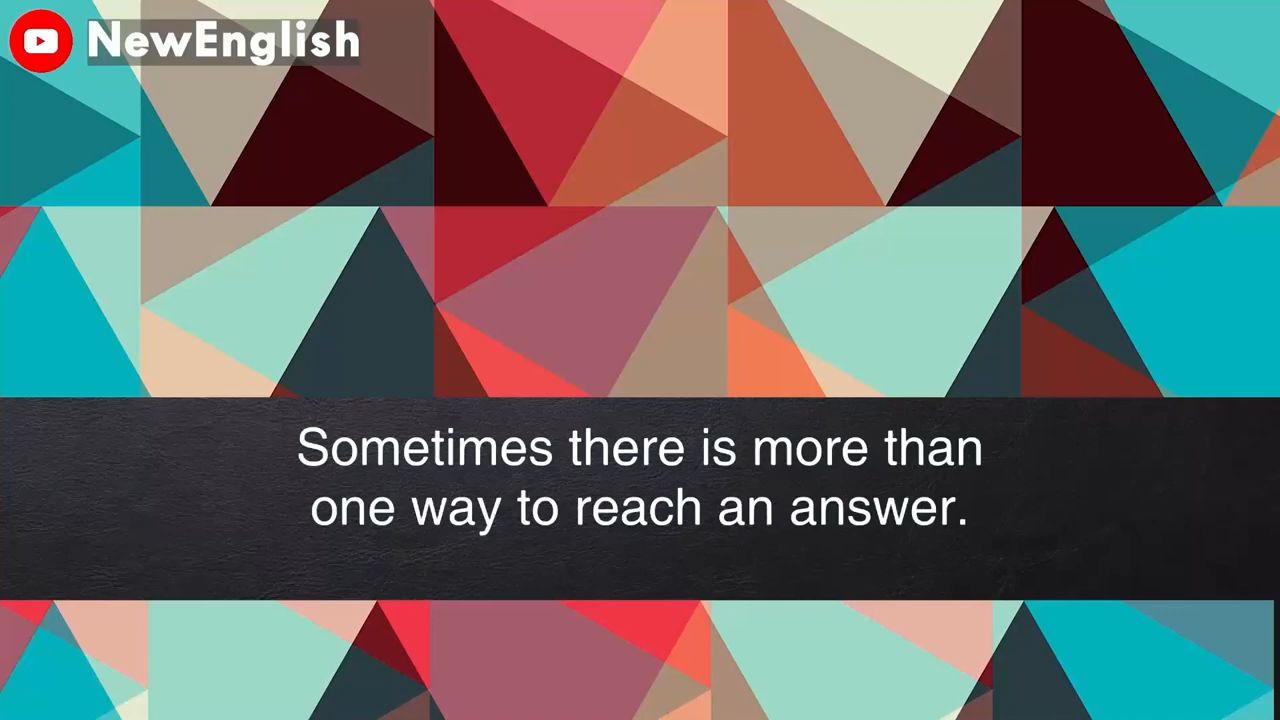 NewEnglish
Sometimes there is more than
one way to reach an answer.